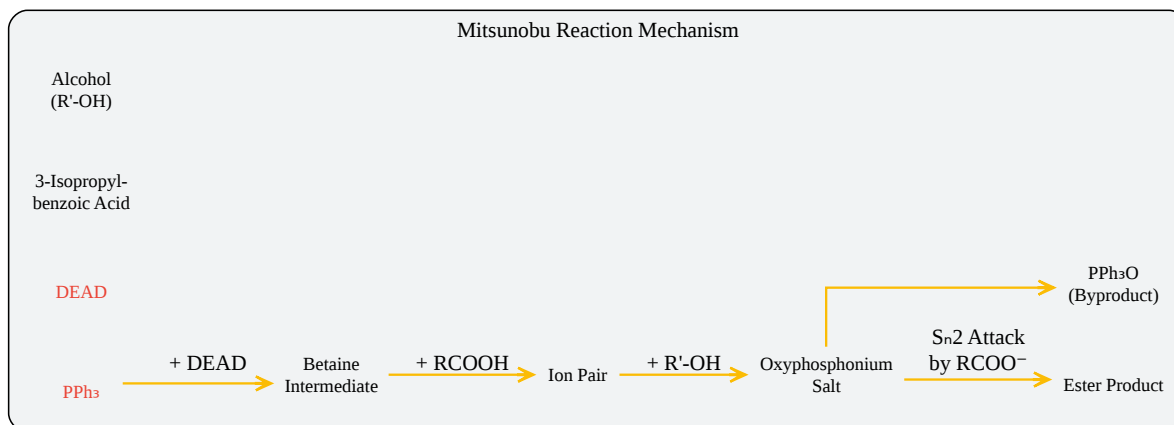 Mitsunobu Reaction Mechanism
Alcohol
(R'-OH)
3-Isopropyl-
benzoic Acid
DEAD
PPh₃O
(Byproduct)
PPh₃
+ DEAD
Betaine
Intermediate
+ RCOOH
Ion Pair
+ R'-OH
Oxyphosphonium
Salt
Sₙ2 Attack
by RCOO⁻
Ester Product